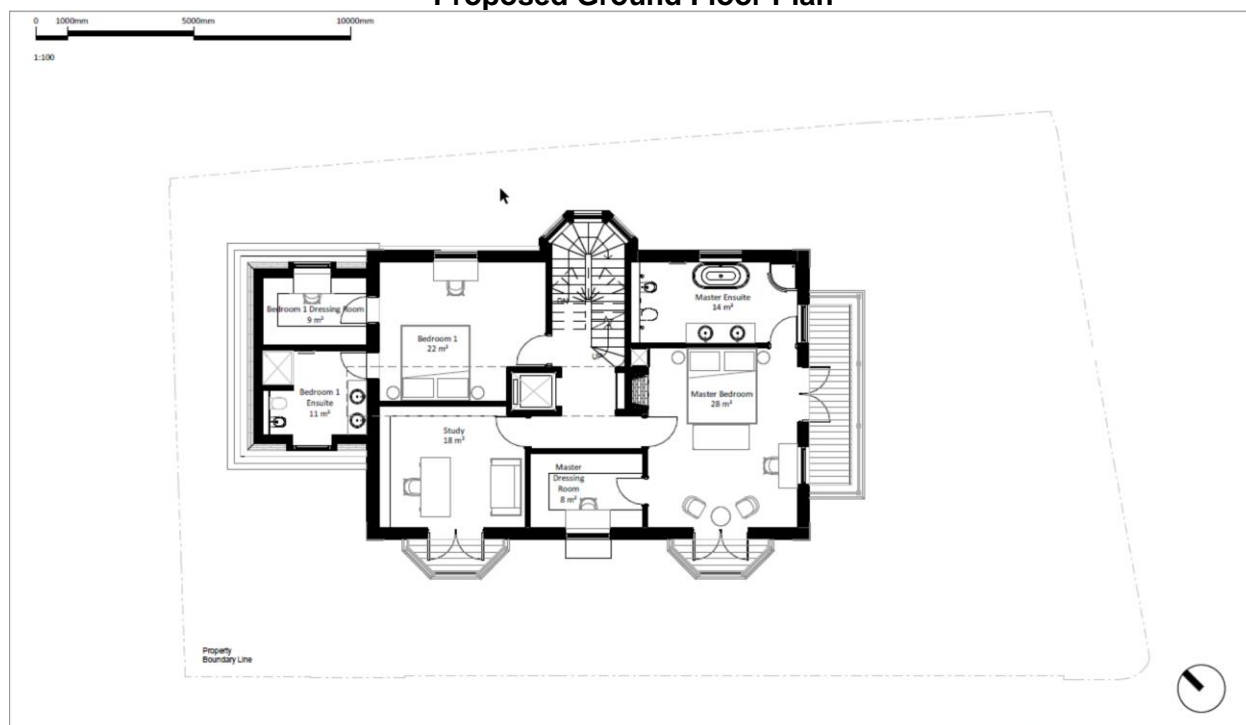 Proposed Ground Floor Plan
0 1000mm 5000mm 10000mm
1:100
Bedroom 1 Dressing Room
9 m²
Bedroom 1
22 m²
DN
UP
Master Ensuite
14 m²
Bedroom 1
Ensuite
11 m²
Master Bedroom
28 m²
Study
18 m²
Master
Dressing
Room
8 m²
Property
Boundary Line